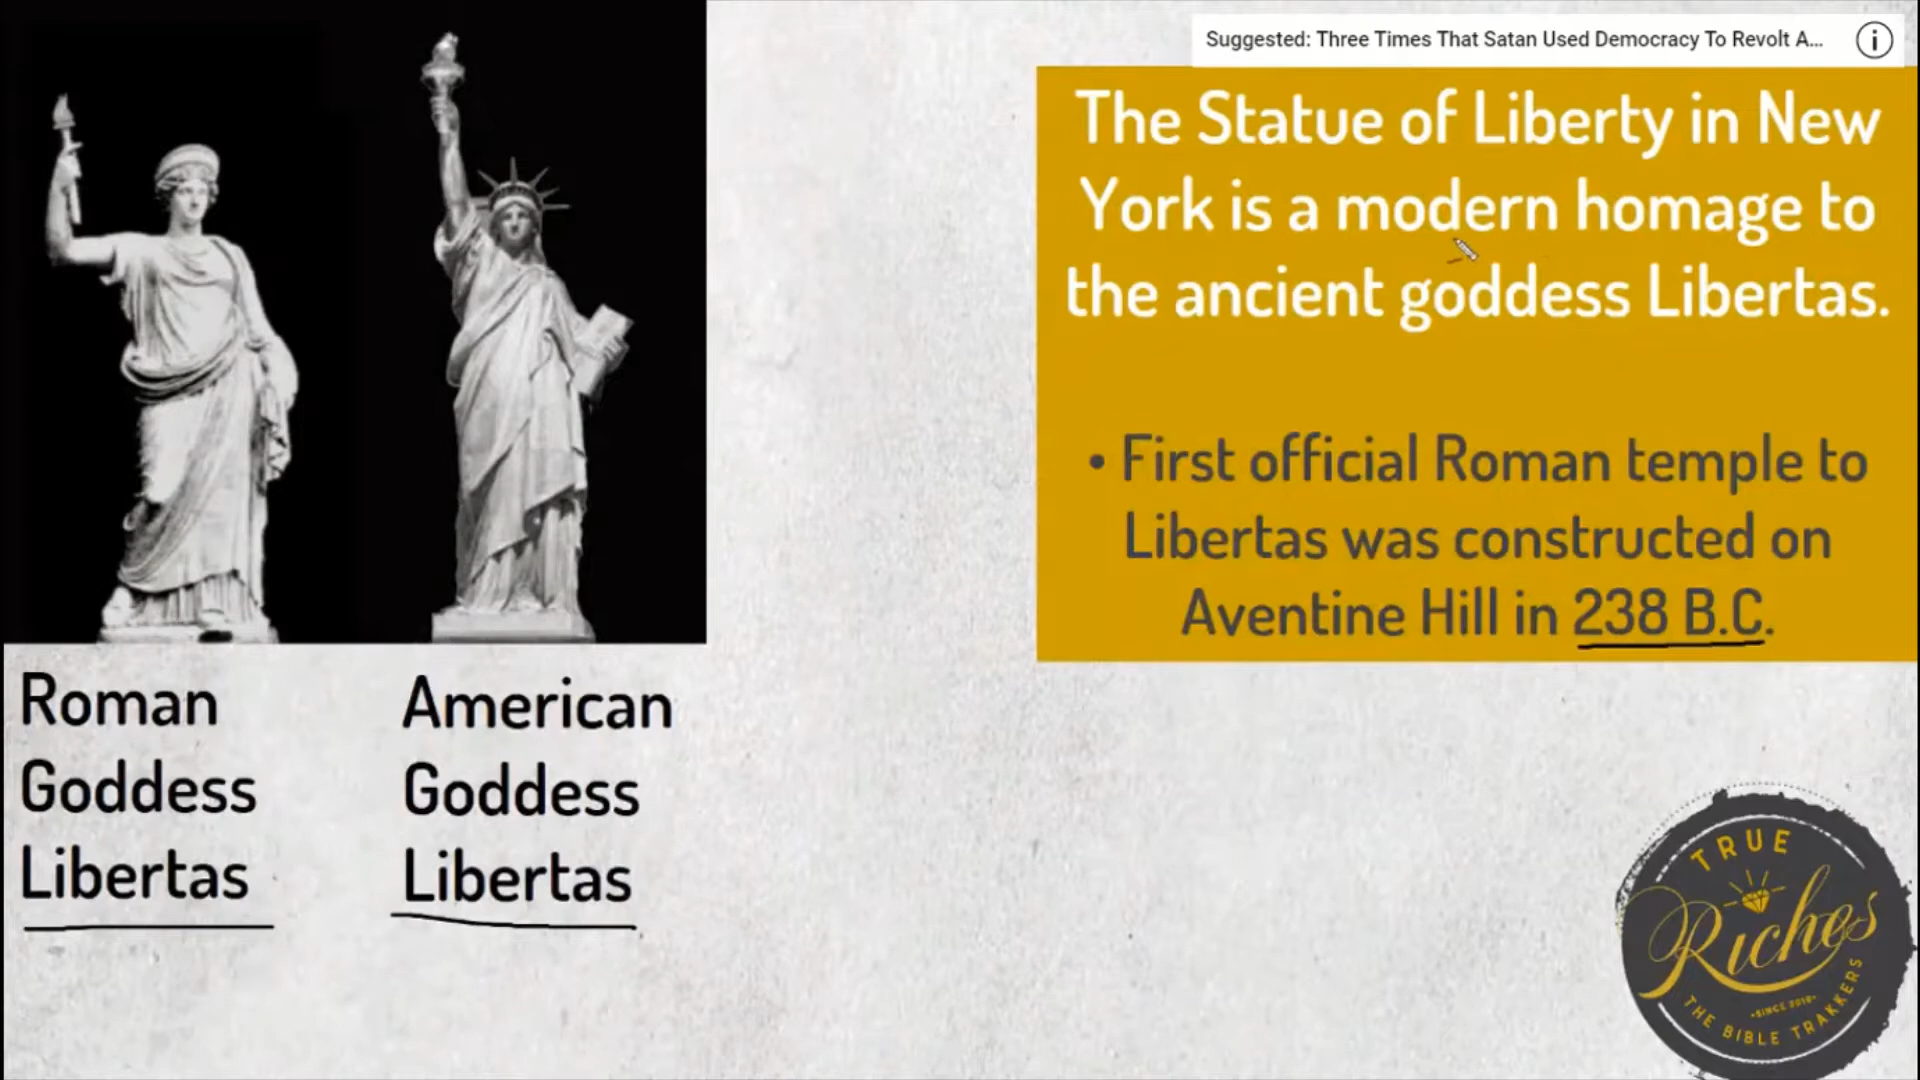 Suggested: Three Times That Satan Used Democracy To Revolt A...
The Statue of Liberty in New
York is a modern homage to
the ancient goddess Libertas.
• First official Roman temple to
Libertas was constructed on
Aventine Hill in 238 B.C.
Roman
Goddess
Libertas
American
Goddess
Libertas
TRUE
Riches
•SINCE 2018•
THE BIBLE TRAKKERS